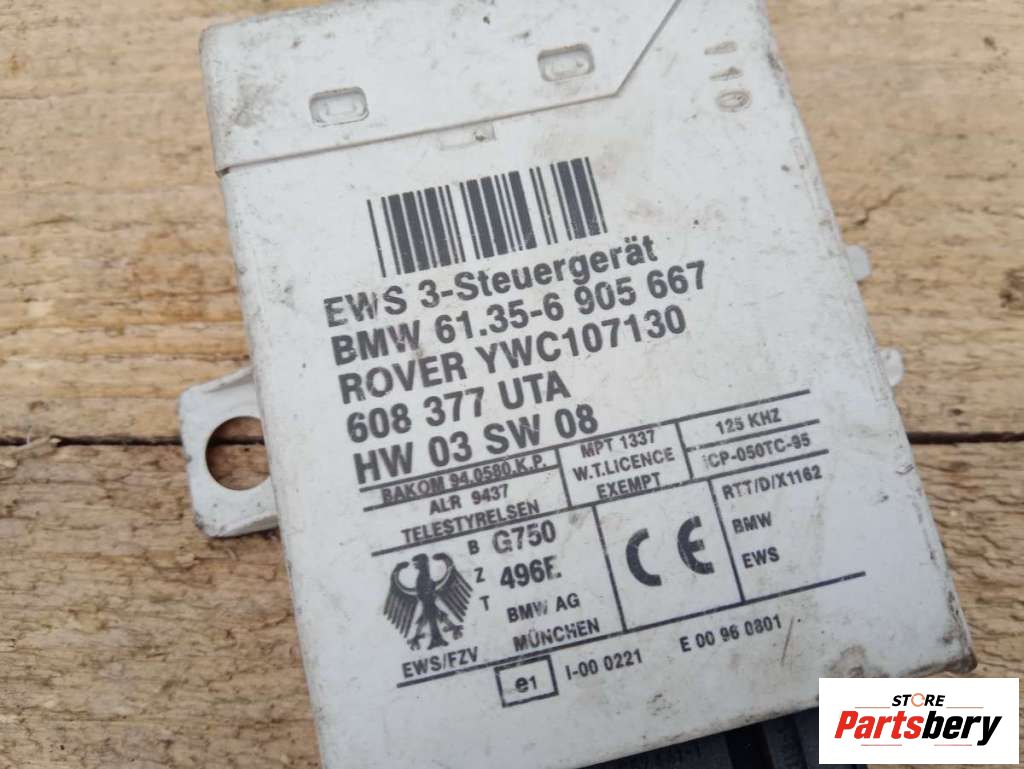 110
EWS 3-Steuergerät
BMW 61.35-6 905 667
ROVER YWC107130
608 377 UTA
HW 03 SW 08
BAKOM 94.0580.K.P.
MPT 1337
125 KHZ
ALR 9437
W.T.LICENCE
CP-050TC-95
TELESTYRELSEN
EXEMPT
RTT/D/X1162
B G750
BMW
Z 496E
EWS
T BMW AG
MÜNCHEN
CE
EWS/FZV
e1 I-00 0221 E 00 96 0801
STORE
Partsbery